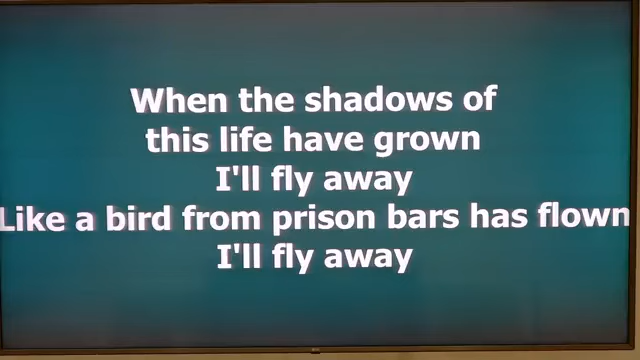 When the shadows of
this life have grown
I'll fly away
Like a bird from prison bars has flown
I'll fly away